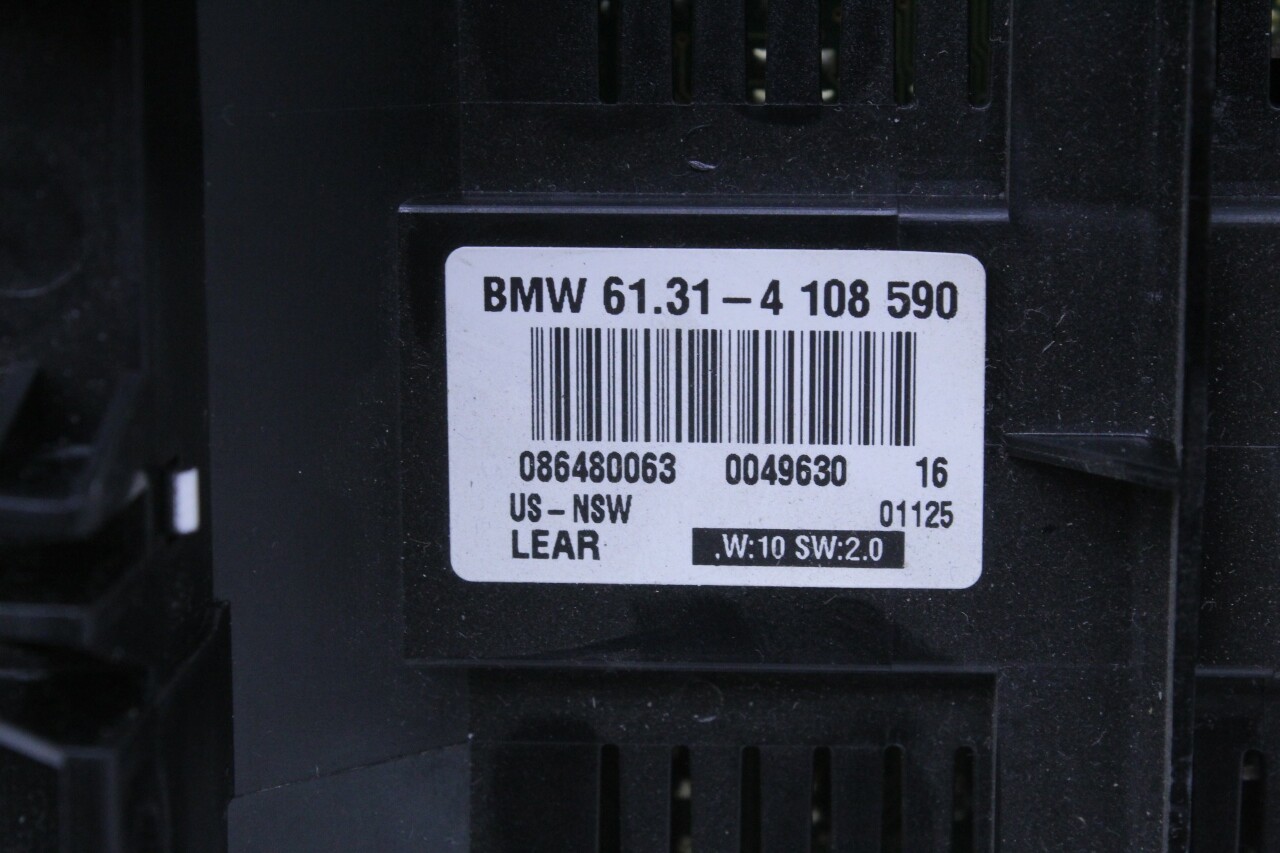 BMW 61.31-4 108 590
086480063 0049630 16
US-NSW 01125
LEAR .W:10 SW:2.0